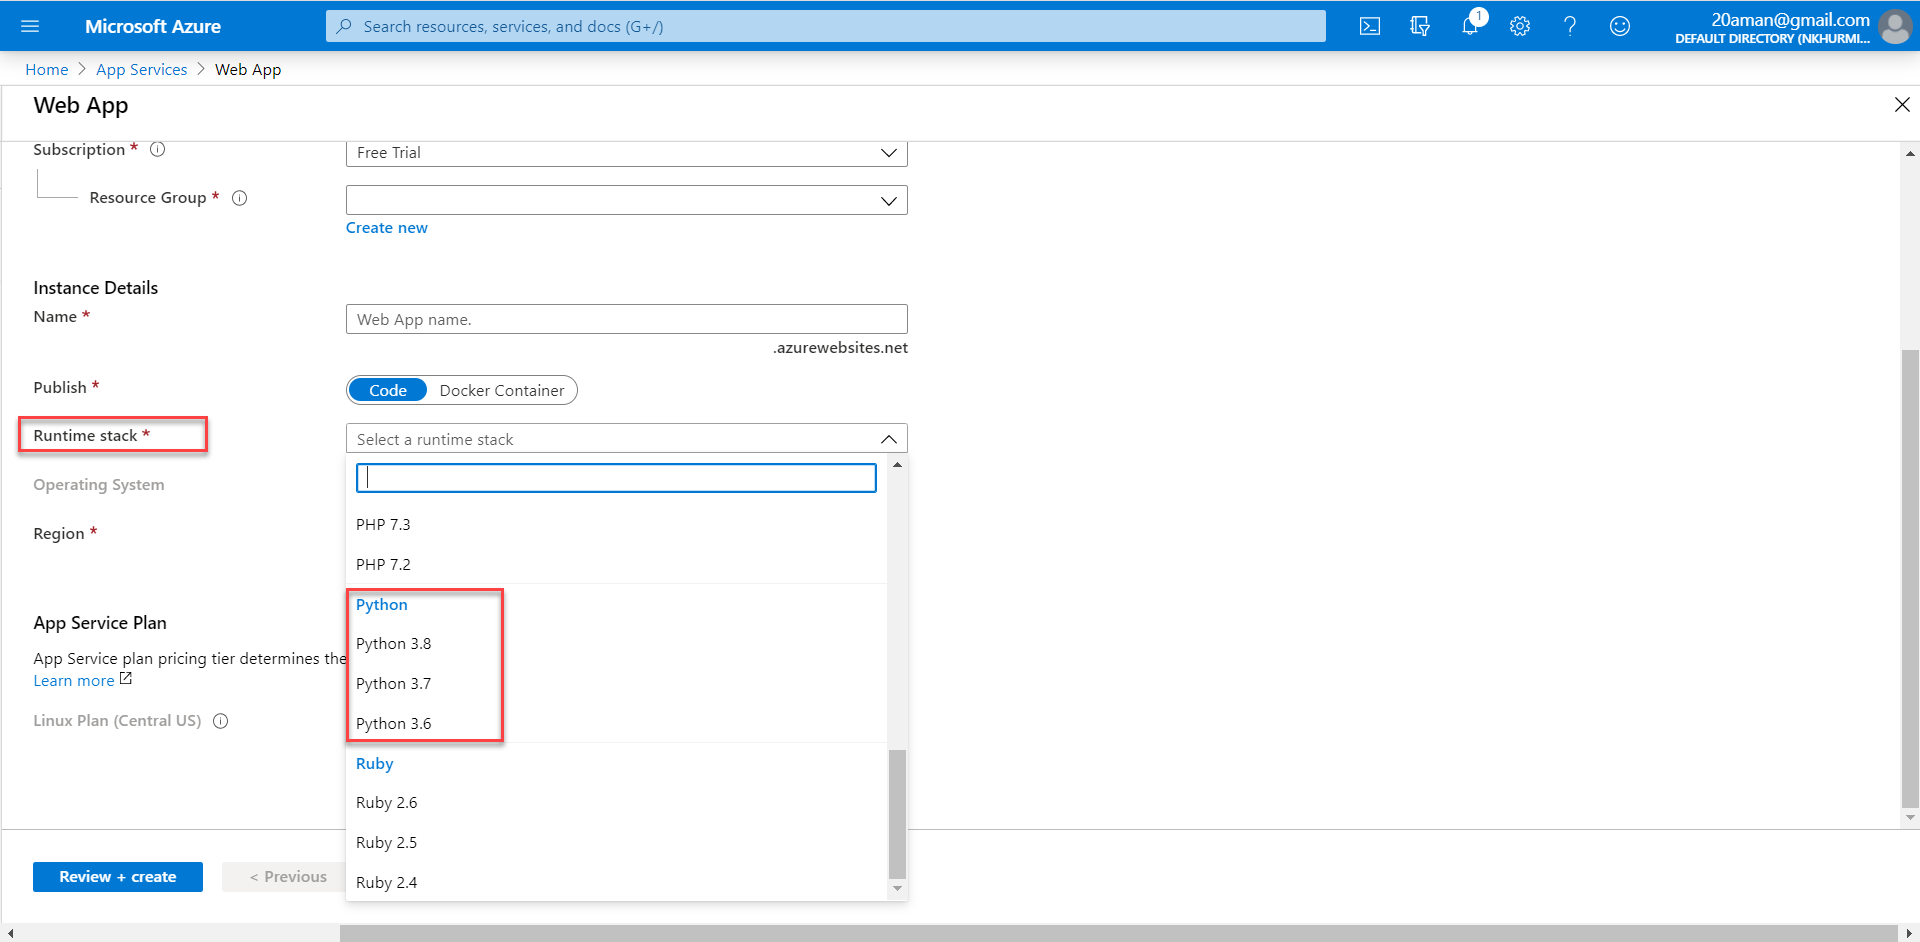 Microsoft Azure
Search resources, services, and docs (G+/)
1
20aman@gmail.com
DEFAULT DIRECTORY (NKHURMI...
Home > App Services > Web App
Web App
Subscription *
Free Trial
Resource Group *
Create new
Instance Details
Name *
Web App name.
.azurewebsites.net
Publish *
Code Docker Container
Runtime stack *
Select a runtime stack
Operating System
Region *
PHP 7.3
PHP 7.2
Python
Python 3.8
Python 3.7
Python 3.6
Ruby
Ruby 2.6
Ruby 2.5
Ruby 2.4
App Service Plan
App Service plan pricing tier determines the
Learn more
Linux Plan (Central US)
Review + create
< Previous